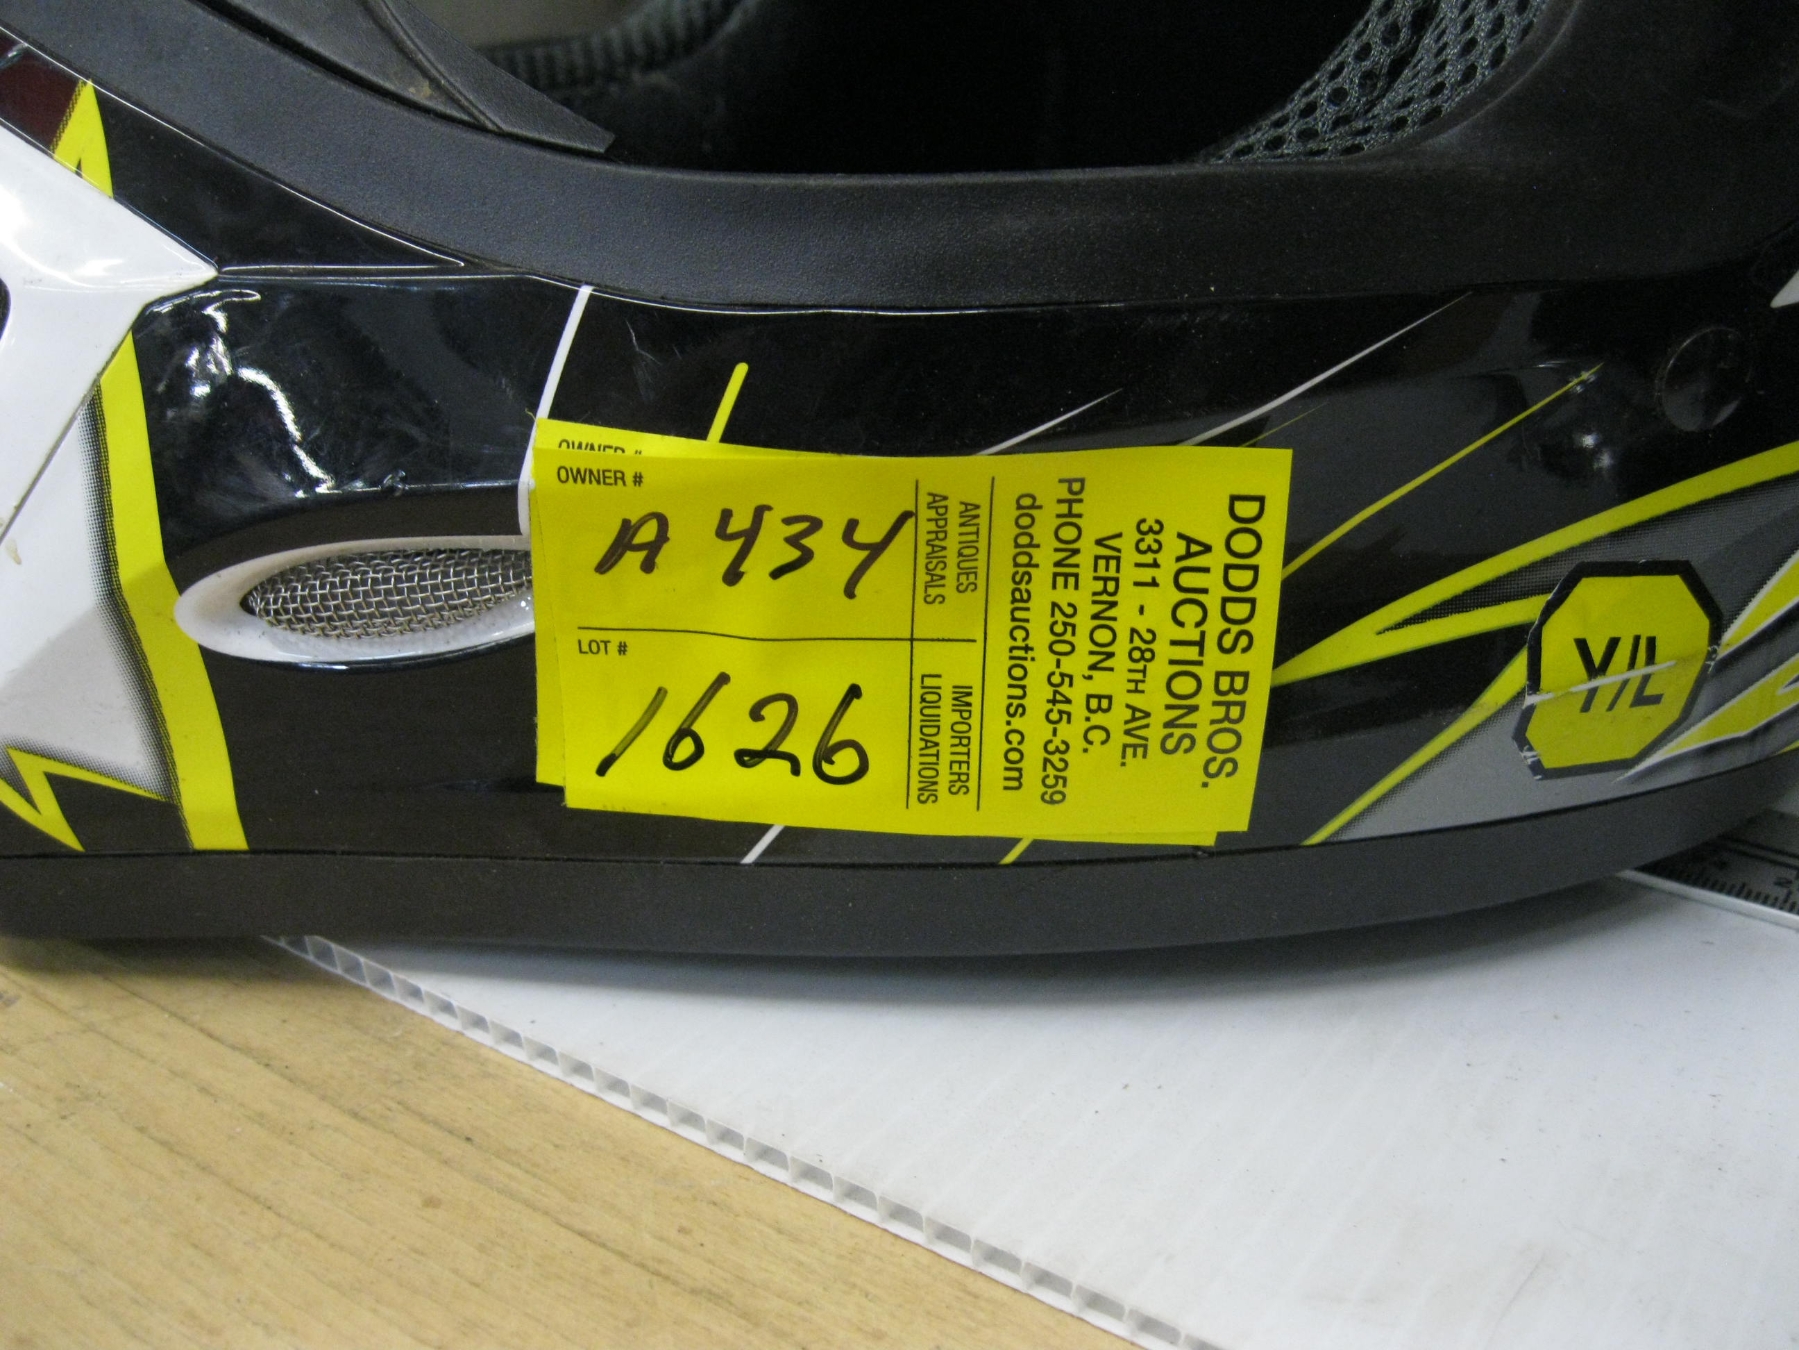 OWNER #
OWNER #
A 434
LOT #
1626
ANTIQUES
APPRAISALS
IMPORTERS
LIQUIDATIONS
DODDS BROS.
AUCTIONS
3311 - 28TH AVE.
VERNON, B.C.
PHONE 250-545-3259
doddsauctions.com
Y/L